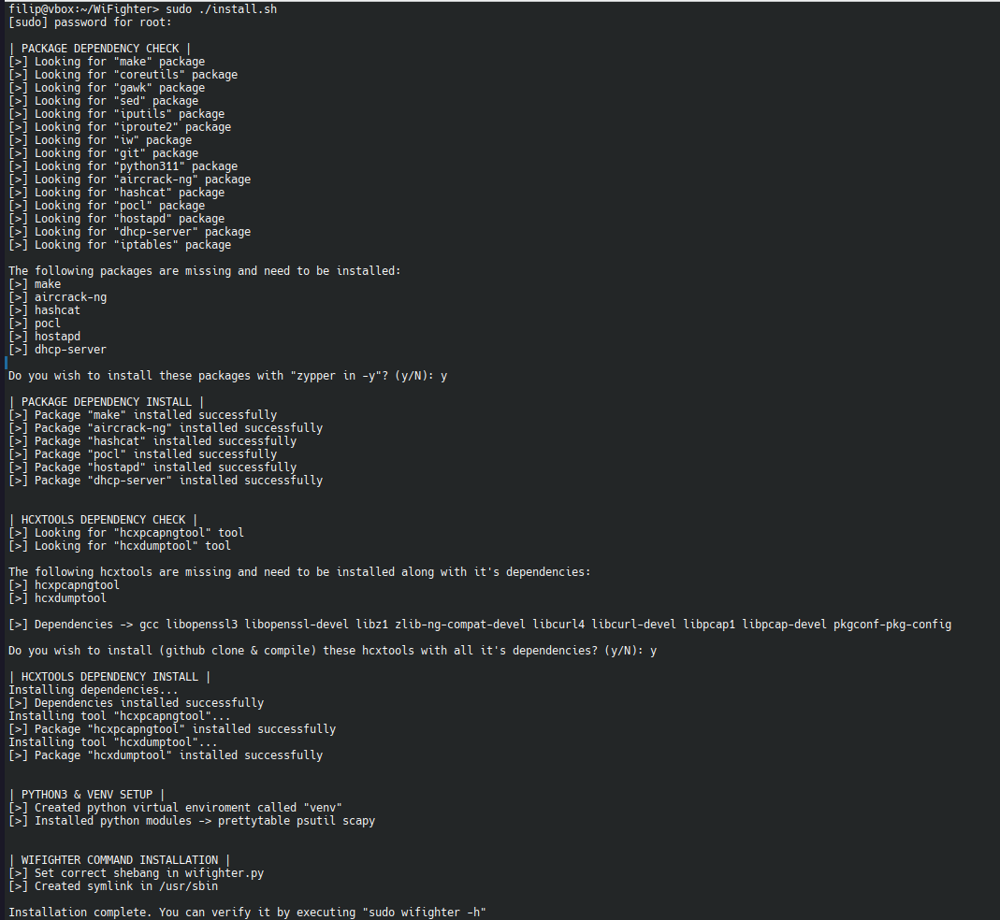 filip@vbox:~/WiFighter> sudo ./install.sh
[sudo] password for root:
| PACKAGE DEPENDENCY CHECK |
[>] Looking for "make" package
[>] Looking for "coreutils" package
[>] Looking for "gawk" package
[>] Looking for "sed" package
[>] Looking for "iputils" package
[>] Looking for "iproute2" package
[>] Looking for "iw" package
[>] Looking for "git" package
[>] Looking for "python311" package
[>] Looking for "aircrack-ng" package
[>] Looking for "hashcat" package
[>] Looking for "pocl" package
[>] Looking for "hostapd" package
[>] Looking for "dhcp-server" package
[>] Looking for "iptables" package
The following packages are missing and need to be installed:
[>] make
[>] aircrack-ng
[>] hashcat
[>] pocl
[>] hostapd
[>] dhcp-server
Do you wish to install these packages with "zypper in -y"? (y/N): y
| PACKAGE DEPENDENCY INSTALL |
[>] Package "make" installed successfully
[>] Package "aircrack-ng" installed successfully
[>] Package "hashcat" installed successfully
[>] Package "pocl" installed successfully
[>] Package "hostapd" installed successfully
[>] Package "dhcp-server" installed successfully
| HCXTOOLS DEPENDENCY CHECK |
[>] Looking for "hcxpcapngtool" tool
[>] Looking for "hcxdumptool" tool
The following hcxtools are missing and need to be installed along with it's dependencies:
[>] hcxpcapngtool
[>] hcxdumptool
[>] Dependencies -> gcc libopenssl3 libopenssl-devel libz1 zlib-ng-compat-devel libcurl4 libcurl-devel libpcap1 libpcap-devel pkgconf-pkg-config
Do you wish to install (github clone & compile) these hcxtools with all it's dependencies? (y/N): y
| HCXTOOLS DEPENDENCY INSTALL |
Installing dependencies...
[>] Dependencies installed successfully
Installing tool "hcxpcapngtool"...
[>] Package "hcxpcapngtool" installed successfully
Installing tool "hcxdumptool"...
[>] Package "hcxdumptool" installed successfully
| PYTHON3 & VENV SETUP |
[>] Created python virtual enviroment called "venv"
[>] Installed python modules -> prettytable psutil scapy
| WIFIGHTER COMMAND INSTALLATION |
[>] Set correct shebang in wifighter.py
[>] Created symlink in /usr/sbin
Installation complete. You can verify it by executing "sudo wifighter -h"